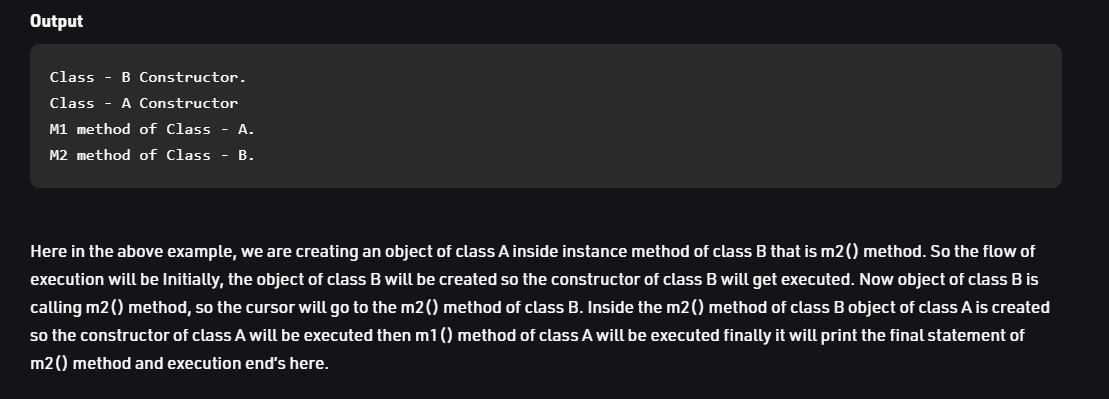 Output
Class - B Constructor.
Class - A Constructor
M1 method of Class - A.
M2 method of Class - B.
Here in the above example, we are creating an object of class A inside instance method of class B that is m2() method. So the flow of
execution will be Initially, the object of class B will be created so the constructor of class B will get executed. Now object of class B is
calling m2() method, so the cursor will go to the m2() method of class B. Inside the m2() method of class B object of class A is created
so the constructor of class A will be executed then m1() method of class A will be executed finally it will print the final statement of
m2() method and execution end's here.